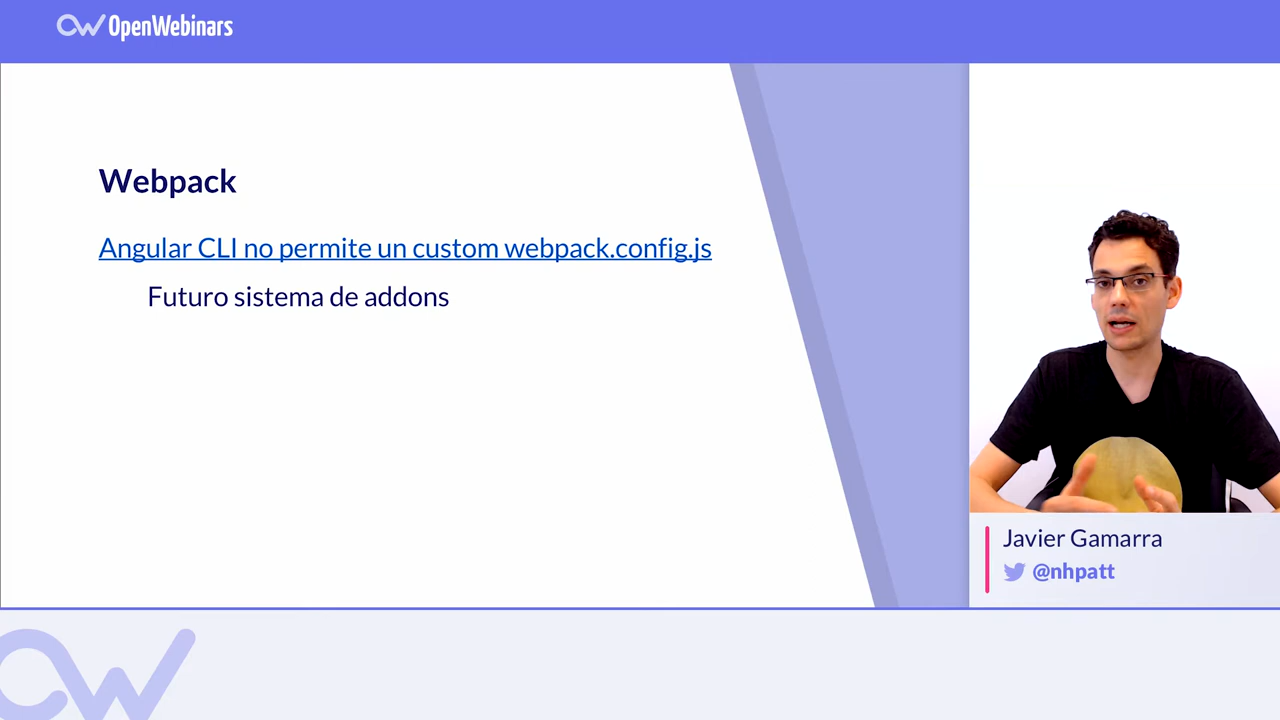 OpenWebinars
Webpack
Angular CLI no permite un custom webpack.config.js
Futuro sistema de addons
Javier Gamarra
@nhpatt